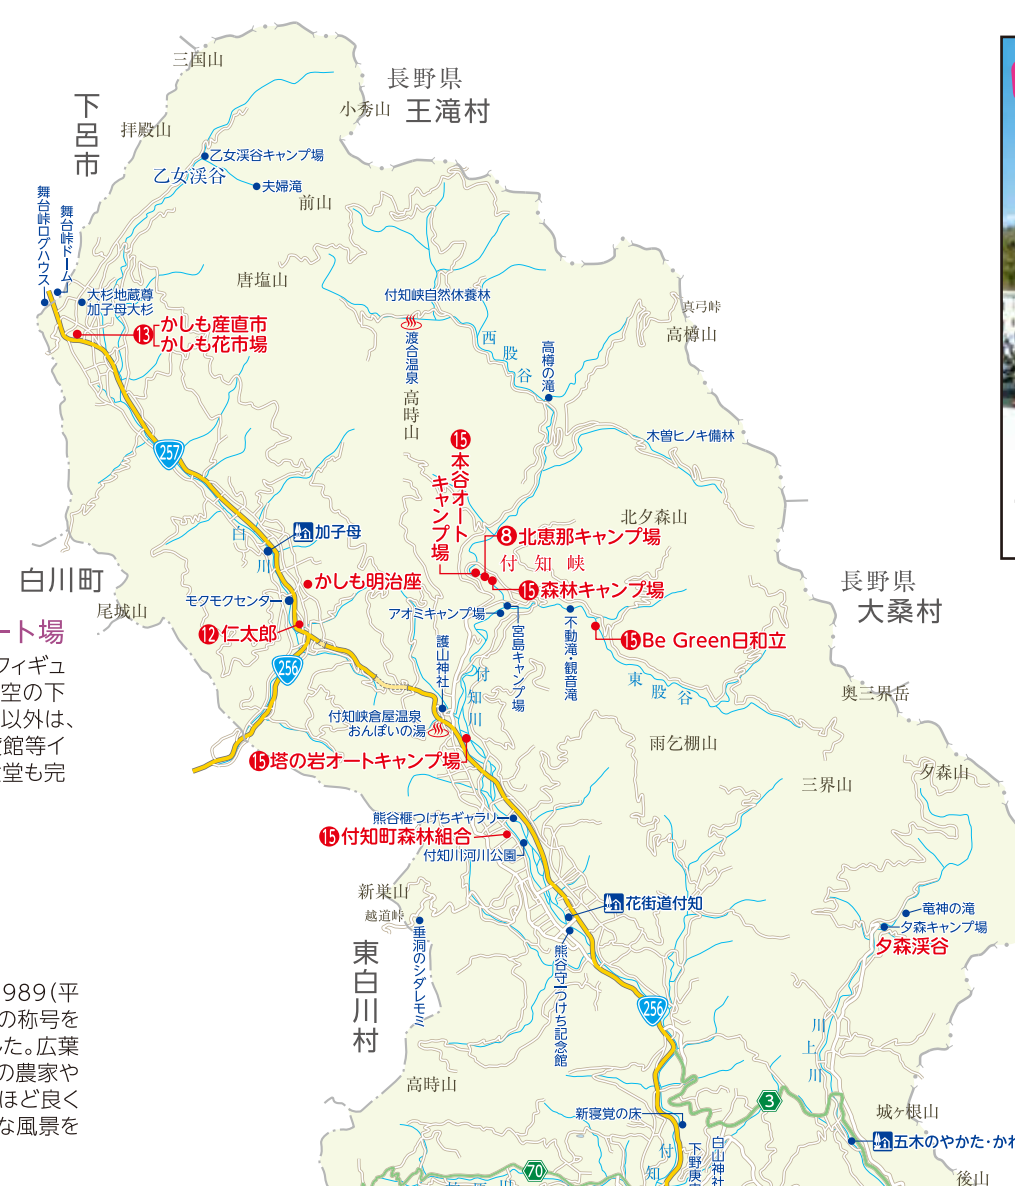 三国山
長野県
王滝村
小秀山
下呂市
拝殿山
乙女渓谷キャンプ場
乙女渓谷
夫婦滝
前山
舞台峠ログハウス
舞台峠ドーム
唐塩山
大杉地蔵尊
加子母大杉
付知峡自然休養林
真弓峠
高樽山
⑬かしも産直市
かしも花市場
渡合温泉
西股谷
高樽の滝
高時山
木曽ヒノキ備林
257
⑮本谷オート
キャンプ場
北夕森山
白川
加子母
⑧北恵那キャンプ場
付知峡
白川町
かしも明治座
⑮森林キャンプ場
長野県
大桑村
尾城山
モクモクセンター
アオミキャンプ場
宮島キャンプ場
不動滝・観音滝
⑫仁太郎
⑮Be Green日和立
ート場
フィギュ
空の下
以外は、
館等イ
堂も完
256
護山神社
付知川
東股谷
奥三界岳
付知峡倉屋温泉
おんぽいの湯
雨乞棚山
⑮塔の岩オートキャンプ場
三界山
夕森山
熊谷榧つけちギャラリー
⑮付知町森林組合
付知川河川公園
新巣山
越道峠
花街道付知
竜神の滝
夕森キャンプ場
夕森渓谷
東白川村
垂洞のシダレモミ
熊谷守一つけち記念館
989(平
の称号を
た。広葉
の農家や
ほど良く
な風景を
256
川上川
高時山
3
新寝覚の床
城ヶ根山
五木のやかた・かわ
付知
下野庚
白山神社
70
後山